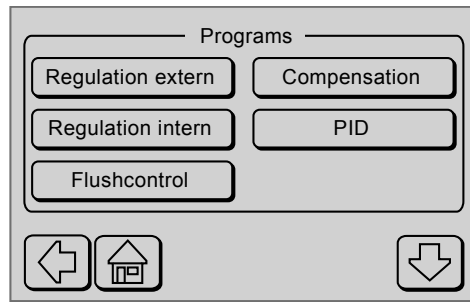 Programs
Regulation extern
Compensation
Regulation intern
PID
Flushcontrol